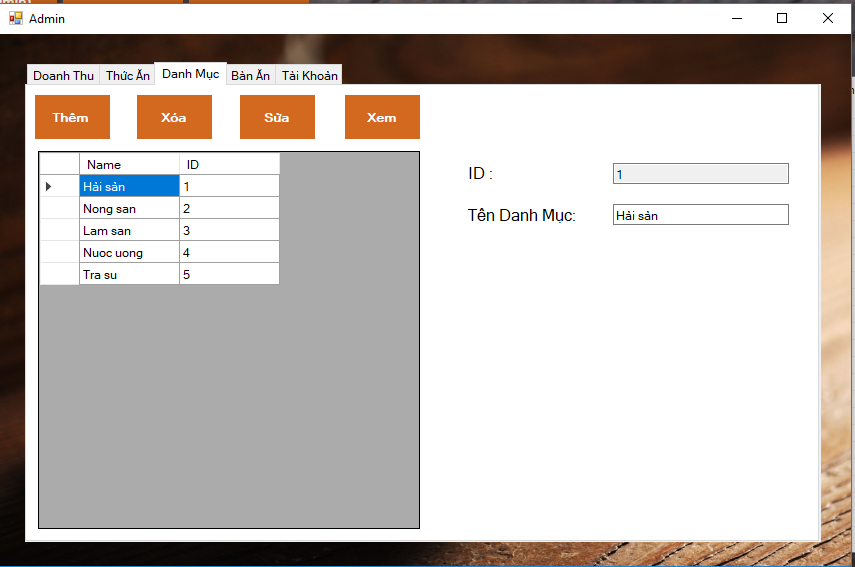 Admin
Doanh Thu Thức Ăn Danh Mục Bàn Ăn Tài Khoản
Thêm Xóa Sửa Xem
Name ID
Hải sản 1
Nong san 2
Lam san 3
Nuoc uong 4
Tra su 5
ID : 1
Tên Danh Mục: Hải sản